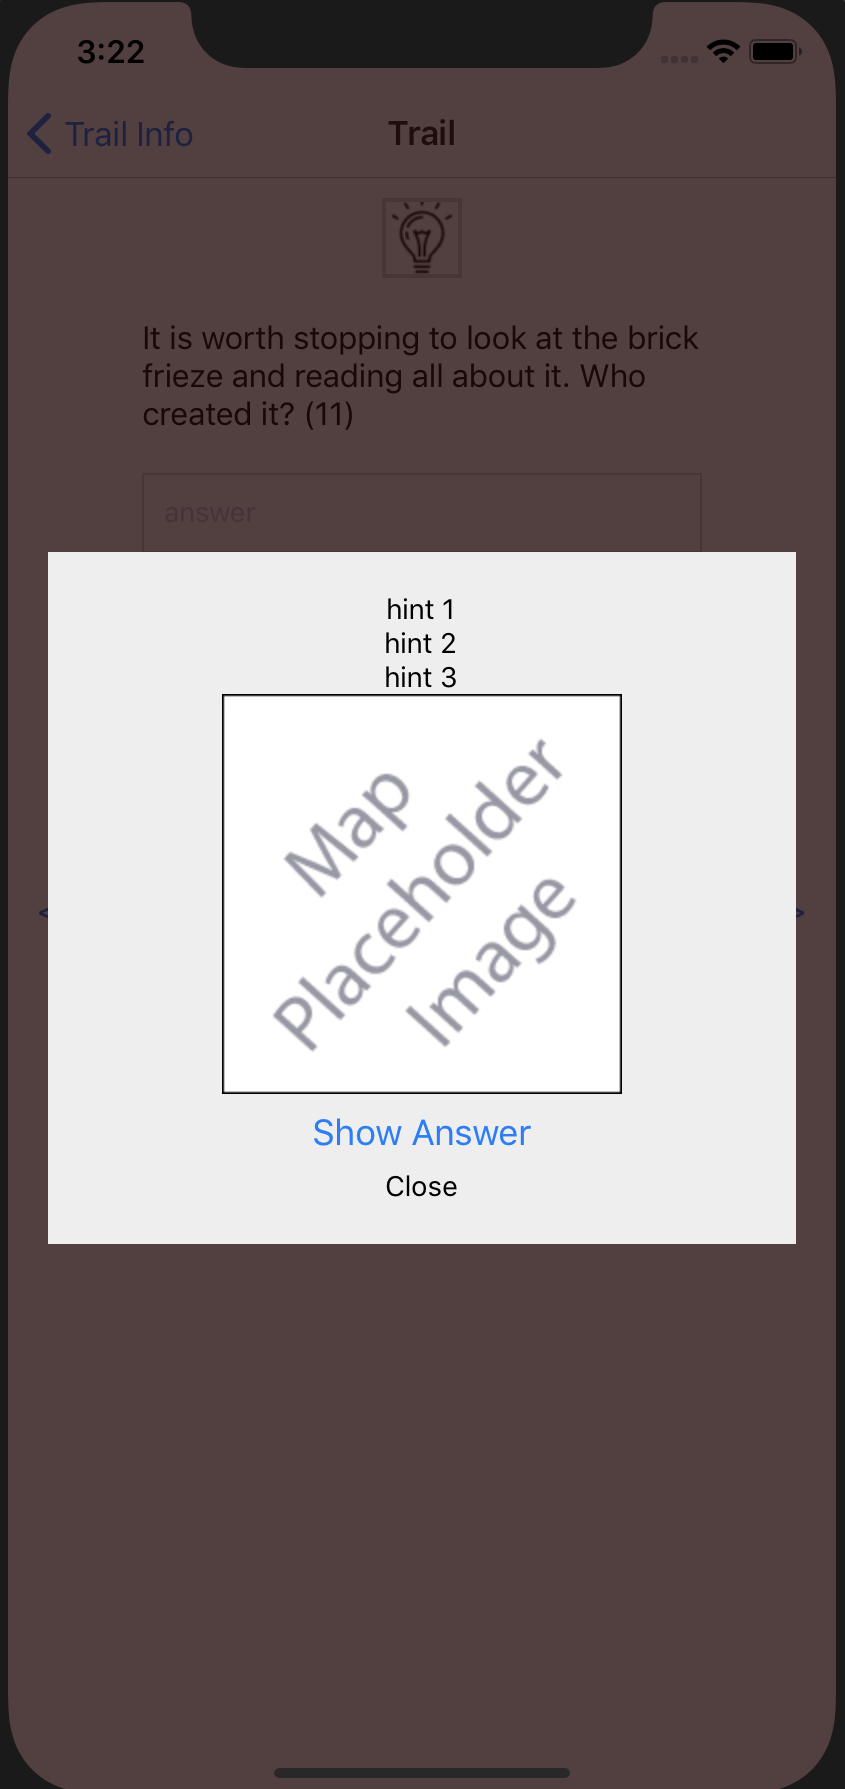 3:22
Trail Info
Trail
It is worth stopping to look at the brick
frieze and reading all about it. Who
created it? (11)
answer
hint 1
hint 2
hint 3
Map
Placeholder
Image
<
>
Show Answer
Close